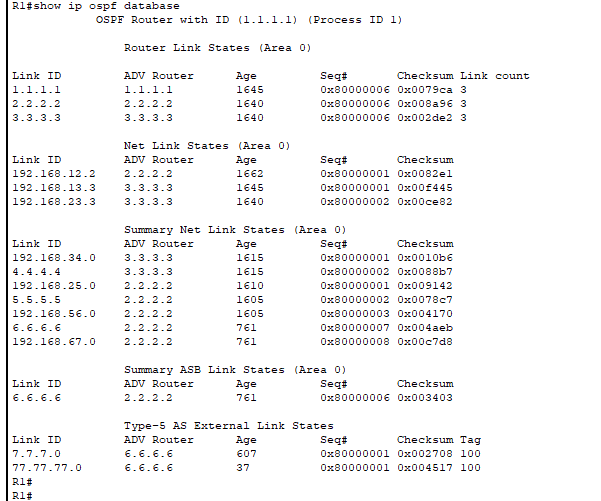 R1#show ip ospf database
OSPF Router with ID (1.1.1.1) (Process ID 1)
Router Link States (Area 0)
Link ID ADV Router Age Seq# Checksum Link count
1.1.1.1 1.1.1.1 1645 0x80000006 0x0079ca 3
2.2.2.2 2.2.2.2 1640 0x80000006 0x008a96 3
3.3.3.3 3.3.3.3 1640 0x80000006 0x002de2 3
Net Link States (Area 0)
Link ID ADV Router Age Seq# Checksum
192.168.12.2 2.2.2.2 1662 0x80000001 0x0082e1
192.168.13.3 3.3.3.3 1645 0x80000001 0x00f445
192.168.23.3 3.3.3.3 1640 0x80000002 0x00ce82
Summary Net Link States (Area 0)
Link ID ADV Router Age Seq# Checksum
192.168.34.0 3.3.3.3 1615 0x80000001 0x0010b6
4.4.4.4 3.3.3.3 1615 0x80000002 0x0088b7
192.168.25.0 2.2.2.2 1610 0x80000001 0x009142
5.5.5.5 2.2.2.2 1605 0x80000002 0x0078c7
192.168.56.0 2.2.2.2 1605 0x80000003 0x004170
6.6.6.6 2.2.2.2 761 0x80000007 0x004aeb
192.168.67.0 2.2.2.2 761 0x80000008 0x00c7d8
Summary ASB Link States (Area 0)
Link ID ADV Router Age Seq# Checksum
6.6.6.6 2.2.2.2 761 0x80000006 0x003403
Type-5 AS External Link States
Link ID ADV Router Age Seq# Checksum Tag
7.7.7.0 6.6.6.6 607 0x80000001 0x002708 100
77.77.77.0 6.6.6.6 37 0x80000001 0x004517 100
R1#
R1#